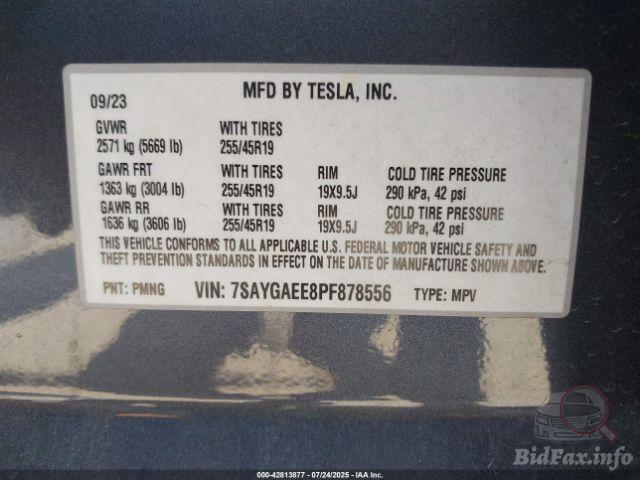 09/23 MFD BY TESLA, INC.
GVWR WITH TIRES
2571 kg (5669 lb) 255/45R19
GAWR FRT WITH TIRES RIM COLD TIRE PRESSURE
1363 kg (3004 lb) 255/45R19 19X9.5J 290 kPa, 42 psi
GAWR RR WITH TIRES RIM COLD TIRE PRESSURE
1636 kg (3606 lb) 255/45R19 19X9.5J 290 kPa, 42 psi
THIS VEHICLE CONFORMS TO ALL APPLICABLE U.S. FEDERAL MOTOR VEHICLE SAFETY AND
THEFT PREVENTION STANDARDS IN EFFECT ON THE DATE OF MANUFACTURE SHOWN ABOVE.
PNT: PMNG VIN: 7SAYGAEE8PF878556 TYPE: MPV
BidFax.info
000-42813877 - 07/24/2025 - IAA Inc.